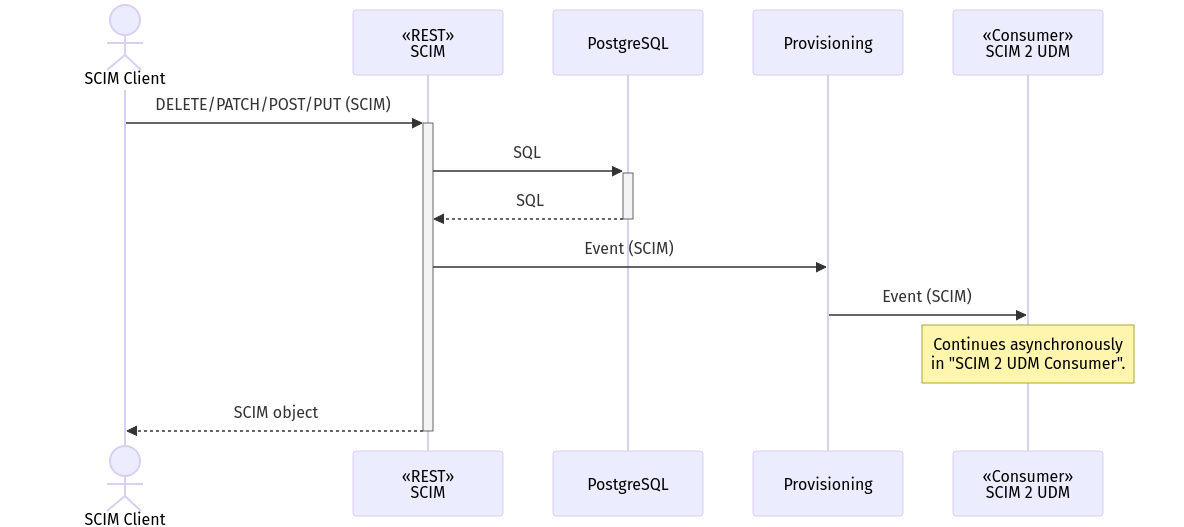 «REST»
SCIM
PostgreSQL
Provisioning
«Consumer»
SCIM 2 UDM
SCIM Client
DELETE/PATCH/POST/PUT (SCIM)
SQL
SQL
Event (SCIM)
Event (SCIM)
Continues asynchronously
in "SCIM 2 UDM Consumer".
SCIM object
«REST»
SCIM
PostgreSQL
Provisioning
«Consumer»
SCIM 2 UDM
SCIM Client